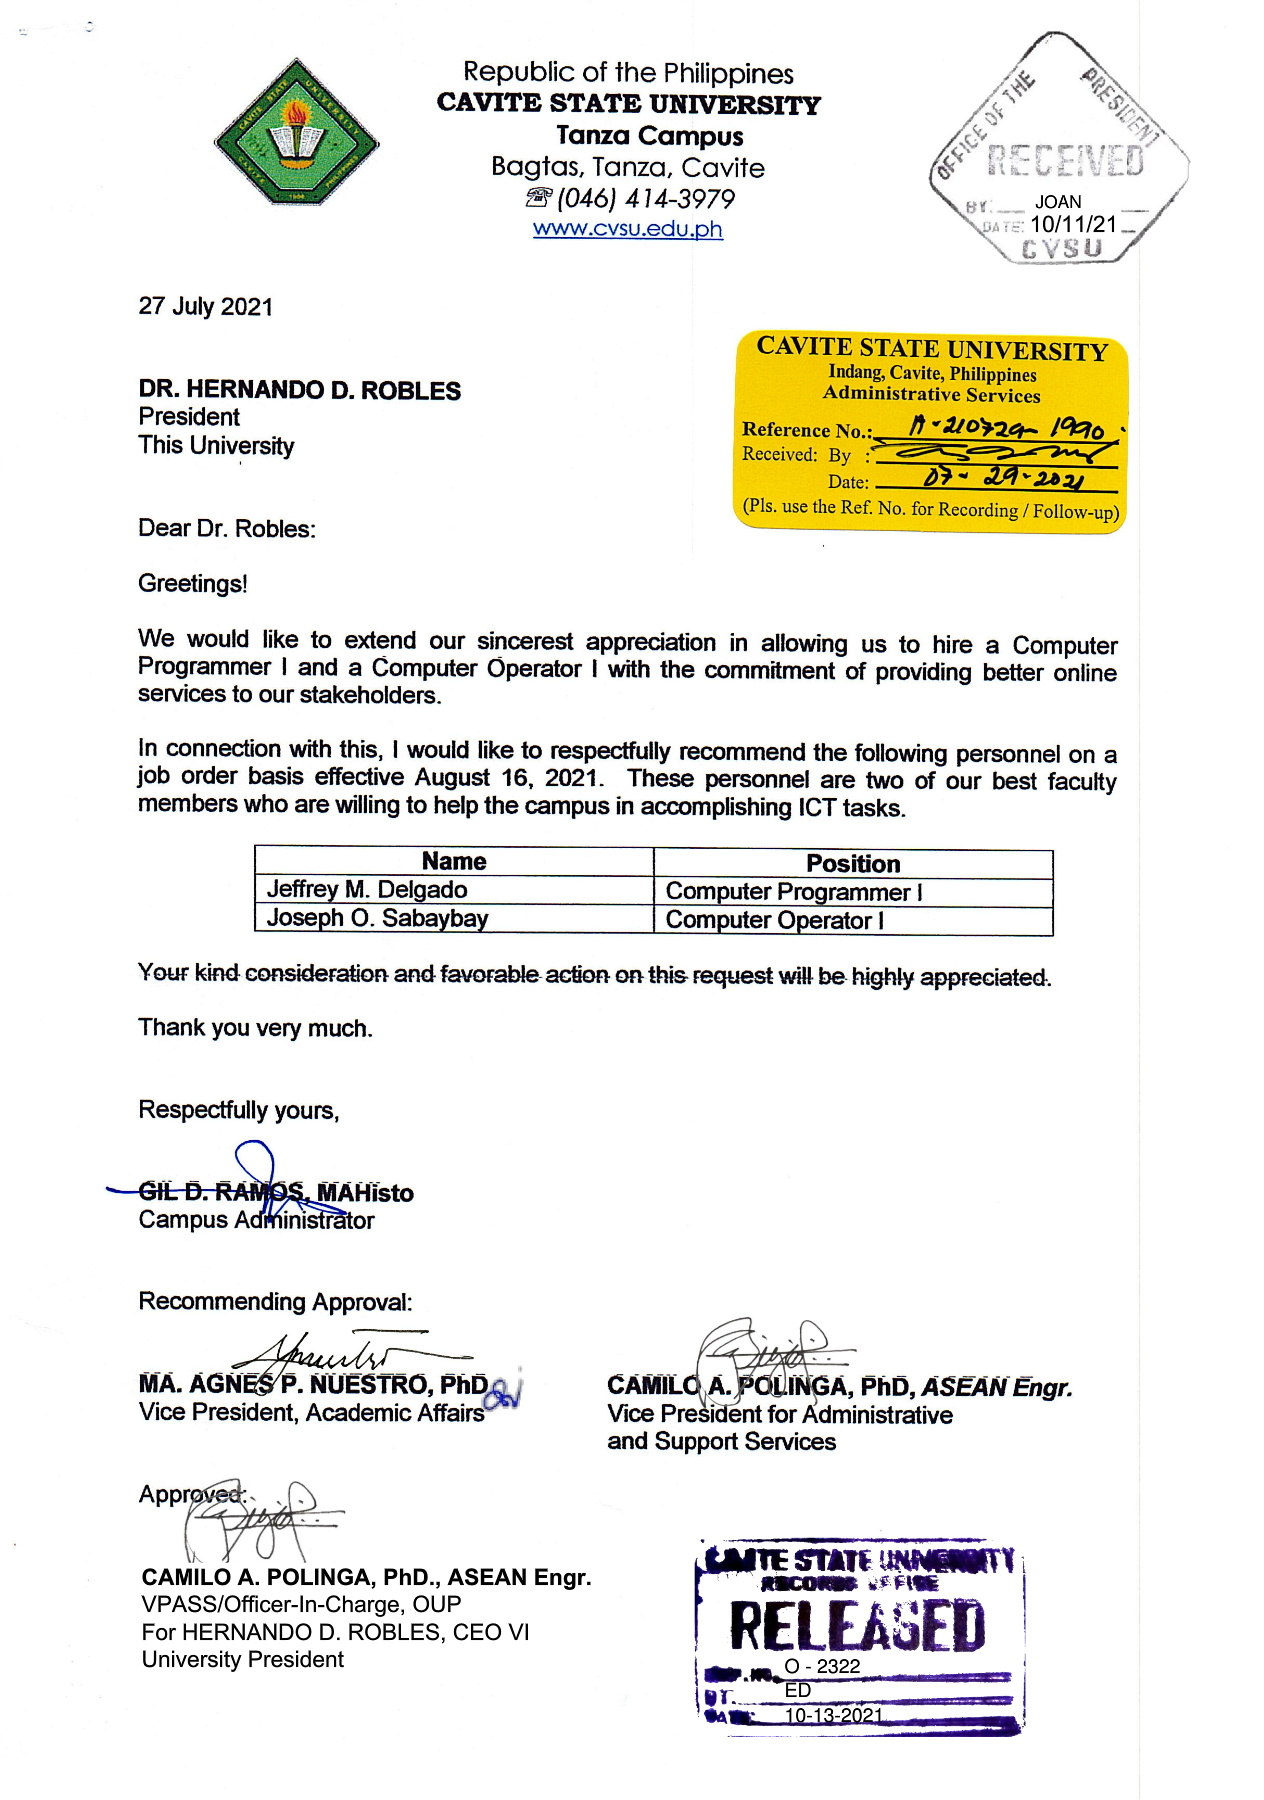 Republic of the Philippines
CAVITE STATE UNIVERSITY
Tanza Campus
Bagtas, Tanza, Cavite
☏ (046) 414-3979
www.cvsu.edu.ph
OFFICE OF THE PRESIDENT
RECEIVED
BY: JOAN
DATE: 10/11/21
CVSU
27 July 2021
CAVITE STATE UNIVERSITY
Indang, Cavite, Philippines
Administrative Services
Reference No.: A-210729-1990
Received: By :
Date: 07-29-2021
(Pls. use the Ref. No. for Recording / Follow-up)
DR. HERNANDO D. ROBLES
President
This University
Dear Dr. Robles:
Greetings!
We would like to extend our sincerest appreciation in allowing us to hire a Computer
Programmer I and a Computer Operator I with the commitment of providing better online
services to our stakeholders.
In connection with this, I would like to respectfully recommend the following personnel on a
job order basis effective August 16, 2021. These personnel are two of our best faculty
members who are willing to help the campus in accomplishing ICT tasks.
Name Position
Jeffrey M. Delgado Computer Programmer I
Joseph O. Sabaybay Computer Operator I
Your kind consideration and favorable action on this request will be highly appreciated.
Thank you very much.
Respectfully yours,
GIL D. RAMOS, MAHisto
Campus Administrator
Recommending Approval:
MA. AGNES P. NUESTRO, PhD
Vice President, Academic Affairs
CAMILO A. POLINGA, PhD, ASEAN Engr.
Vice President for Administrative
and Support Services
Approved:
CAMILO A. POLINGA, PhD., ASEAN Engr.
VPASS/Officer-In-Charge, OUP
For HERNANDO D. ROBLES, CEO VI
University President
CAVITE STATE UNIVERSITY
RECORDS OFFICE
RELEASED
O - 2322
BY: ED
DATE: 10-13-2021